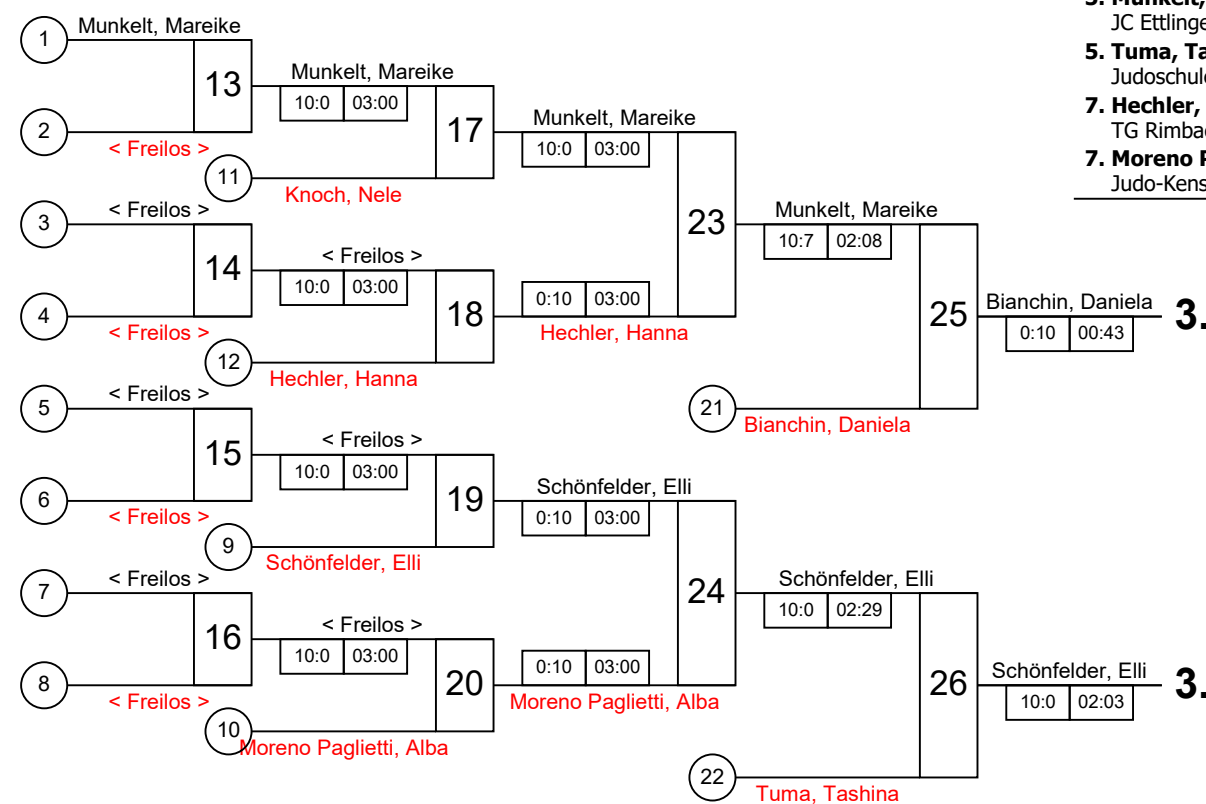 1
Munkelt, Mareike
2
< Freilos >
13
Munkelt, Mareike
10:0 03:00
11
Knoch, Nele
17
Munkelt, Mareike
10:0 03:00
3
< Freilos >
4
< Freilos >
14
< Freilos >
10:0 03:00
12
Hechler, Hanna
18
0:10 03:00
Hechler, Hanna
23
Munkelt, Mareike
10:7 02:08
21
Bianchin, Daniela
25
Bianchin, Daniela
0:10 00:43
3.
5
< Freilos >
6
< Freilos >
15
< Freilos >
10:0 03:00
9
Schönfelder, Elli
19
Schönfelder, Elli
0:10 03:00
7
< Freilos >
8
< Freilos >
16
< Freilos >
10:0 03:00
10
Moreno Paglietti, Alba
20
0:10 03:00
Moreno Paglietti, Alba
24
Schönfelder, Elli
10:0 02:29
22
Tuma, Tashina
26
Schönfelder, Elli
10:0 02:03
3.
JC Ettlinge
5. Tuma, Ta
Judoschul
7. Hechler,
TG Rimba
7. Moreno
Judo-Kens